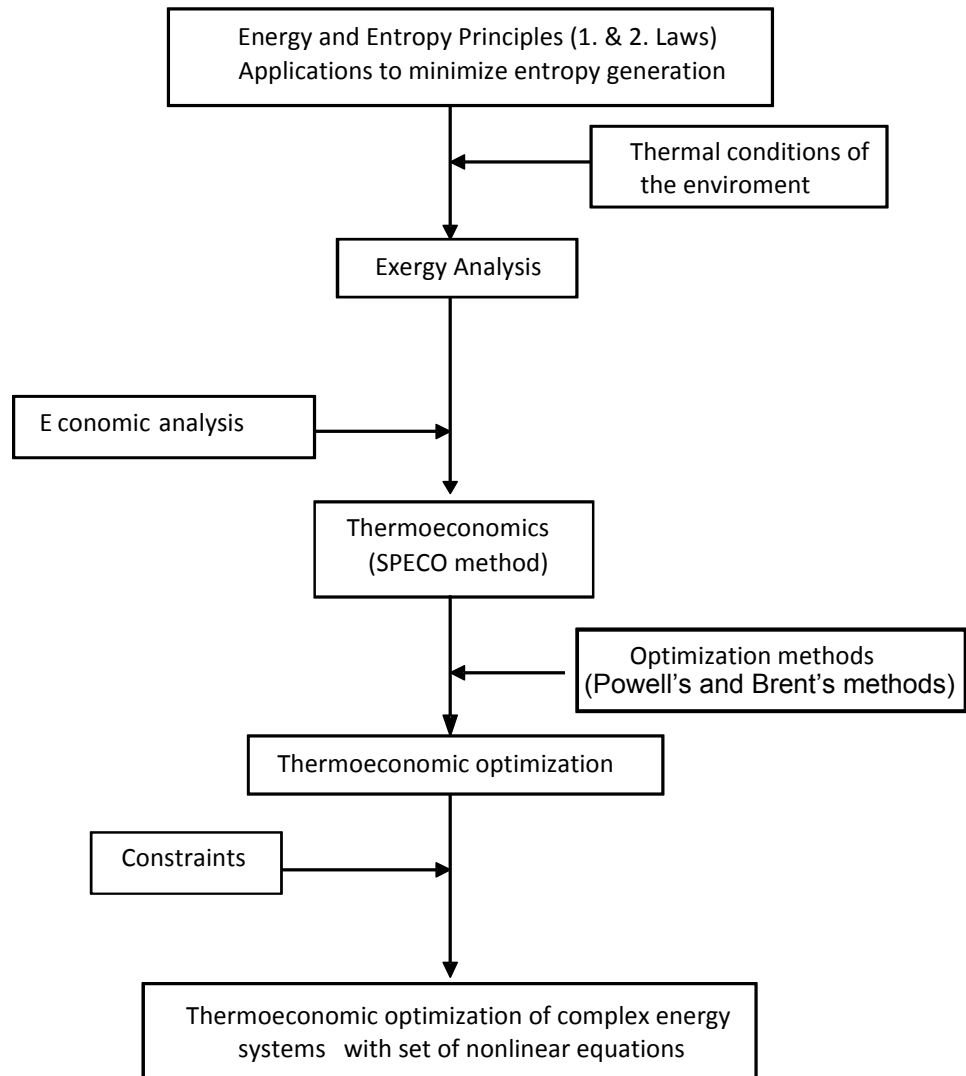 Energy and Entropy Principles (1. & 2. Laws)
Applications to minimize entropy generation
Thermal conditions of
the enviroment
Exergy Analysis
E conomic analysis
Thermoeconomics
(SPECO method)
Optimization methods
(Powell’s and Brent’s methods)
Thermoeconomic optimization
Constraints
Thermoeconomic optimization of complex energy
systems with set of nonlinear equations